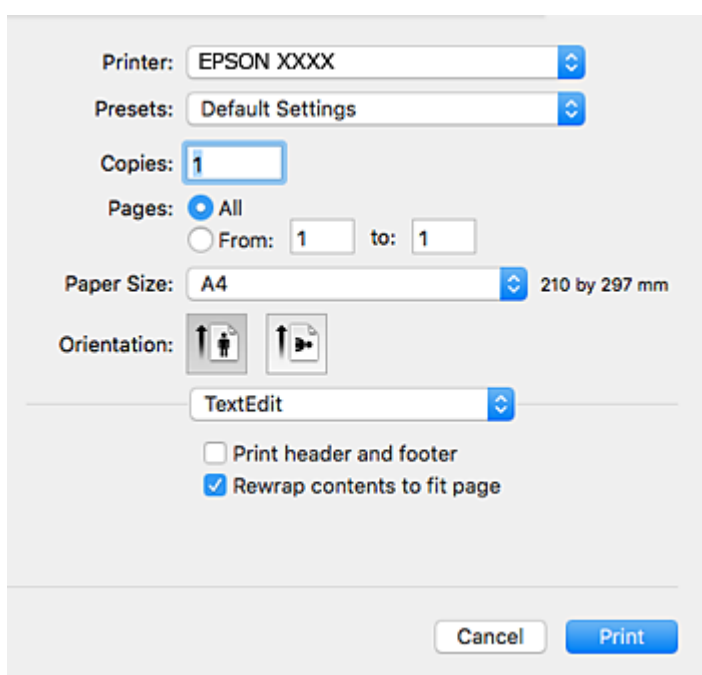 Printer: EPSON XXXX
Presets: Default Settings
Copies: 1
Pages: All
From: 1 to: 1
Paper Size: A4 210 by 297 mm
Orientation:
TextEdit
Print header and footer
Rewrap contents to fit page
Cancel Print